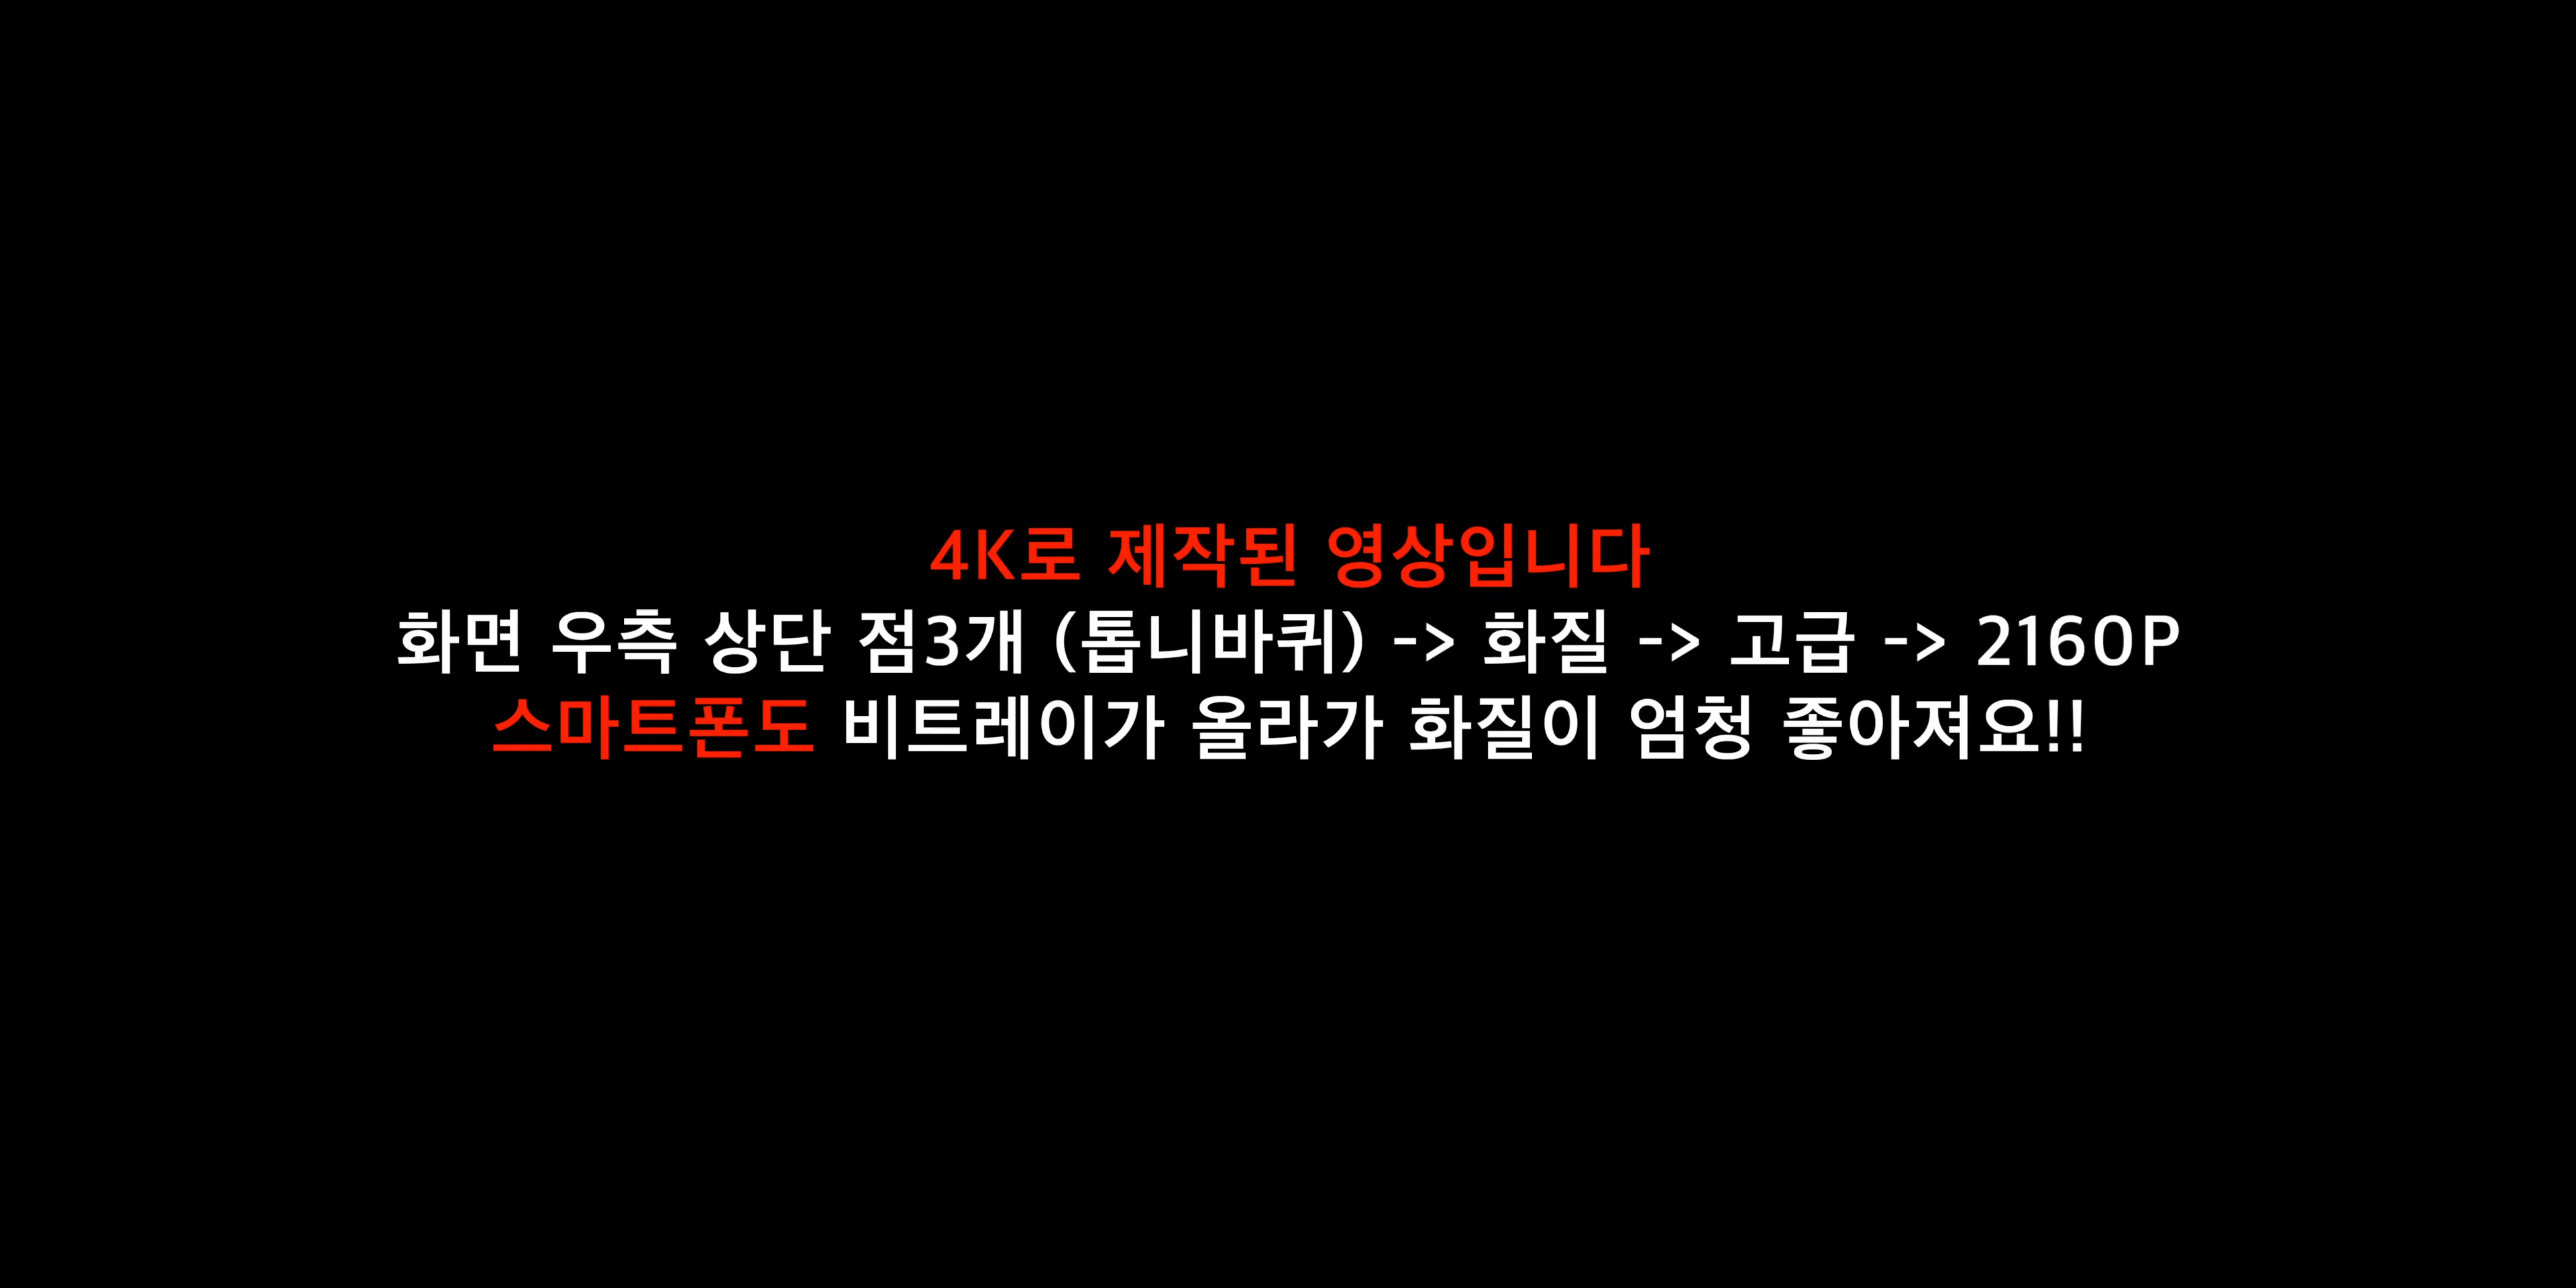 4K로 제작된 영상입니다
화면 우측 상단 점3개 (톱니바퀴) -> 화질 -> 고급 -> 2160P
스마트폰도 비트레이가 올라가 화질이 엄청 좋아져요!!